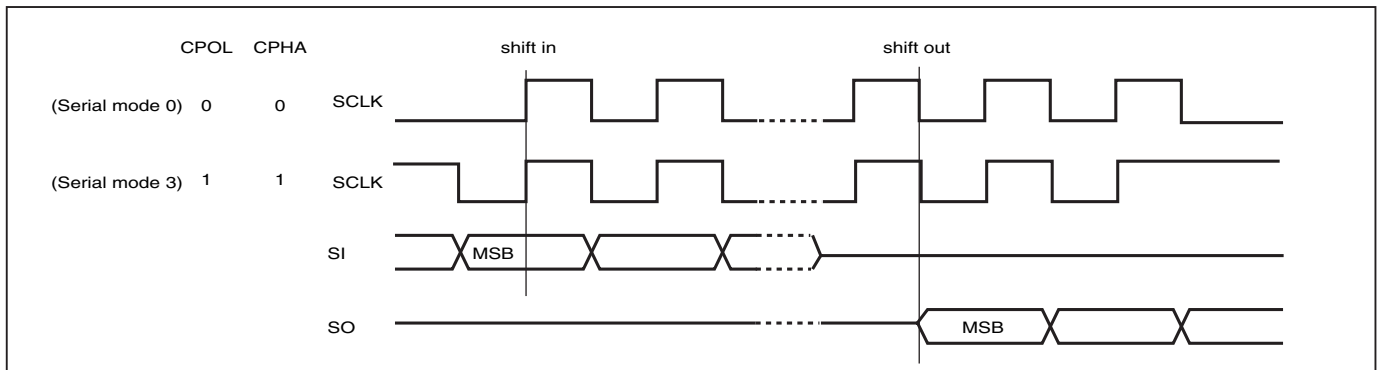 CPOL CPHA shift in shift out
(Serial mode 0) 0 0 SCLK
(Serial mode 3) 1 1 SCLK
SI MSB
SO MSB